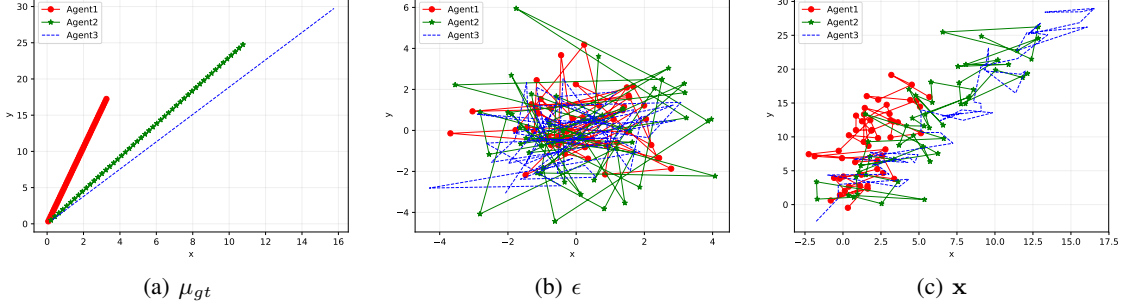 30
25
20
15
10
5
0
y
Agent1
Agent2
Agent3
0 2 4 6 8 10 12 14 16
x
(a) μ_gt
6
4
2
0
−2
−4
y
Agent1
Agent2
Agent3
−4 −2 0 2 4
x
(b) ϵ
30
25
20
15
10
5
0
y
Agent1
Agent2
Agent3
−2.5 0.0 2.5 5.0 7.5 10.0 12.5 15.0 17.5
x
(c) x